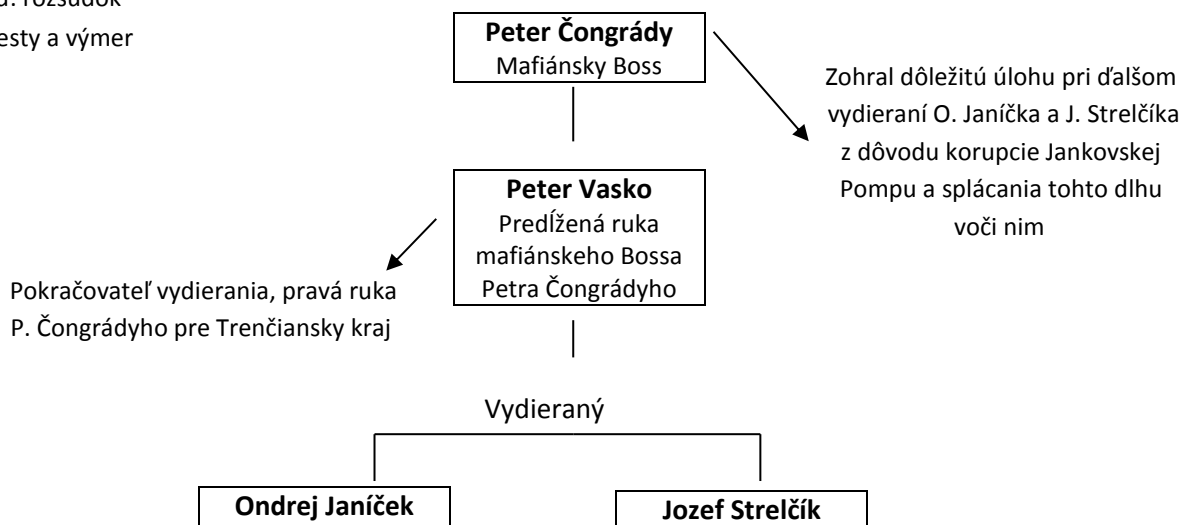 rozsudok
esty a výmer
Peter Čongrády
Mafiánsky Boss
Zohral dôležitú úlohu pri ďalšom
vydieraní O. Janíčka a J. Strelčíka
z dôvodu korupcie Jankovskej
Pompu a splácania tohto dlhu
voči nim
Peter Vasko
Predĺžená ruka
mafiánskeho Bossa
Petra Čongrádyho
Pokračovateľ vydierania, pravá ruka
P. Čongrádyho pre Trenčiansky kraj
Vydieraný
Ondrej Janíček
Jozef Strelčík